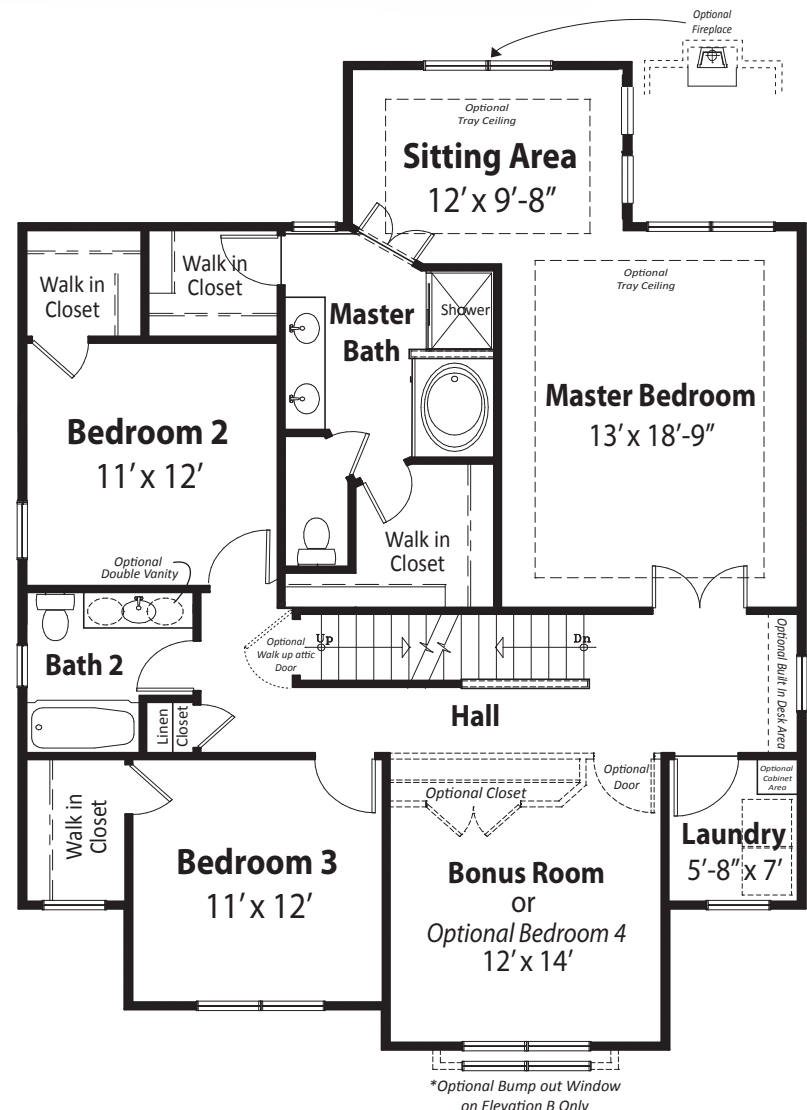 Optional
Fireplace
Optional
Tray Ceiling
Sitting Area
12' x 9'-8”
Walk in
Closet
Walk in
Closet
Master
Bath
Shower
Optional
Tray Ceiling
Master Bedroom
13' x 18'-9”
Bedroom 2
11' x 12'
Walk in
Closet
Optional
Double Vanity
Bath 2
Optional
Walk up attic
Door
Up
Dn
Optional Built In Desk Area
Linen
Closet
Hall
Walk in
Closet
Bedroom 3
11' x 12'
Optional Closet
Optional
Door
Bonus Room
or
Optional Bedroom 4
12' x 14'
Optional
Cabinet
Area
Laundry
5'-8” x 7'
*Optional Bump out Window
on Elevation B Only